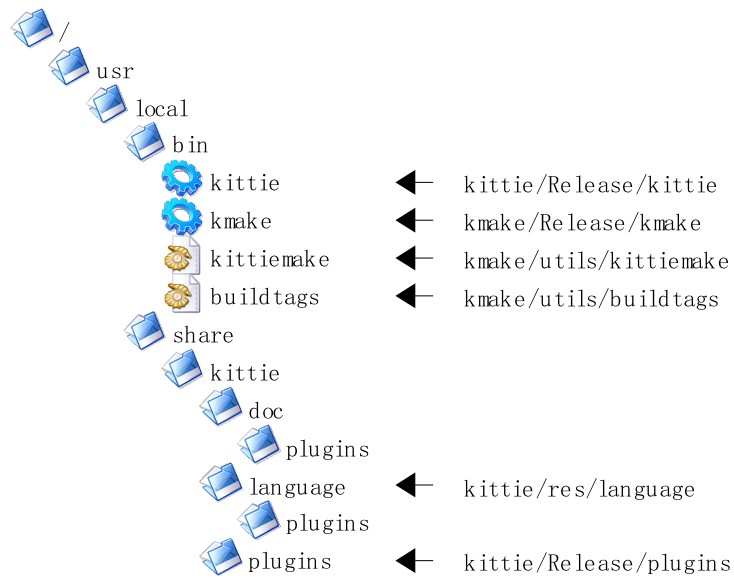 /
usr
local
bin
kittie kittie/Release/kittie
kmake kmake/Release/kmake
kittiemake kmake/utils/kittiemake
buildtags kmake/utils/buildtags
share
kittie
doc
plugins
language kittie/res/language
plugins
plugins kittie/Release/plugins